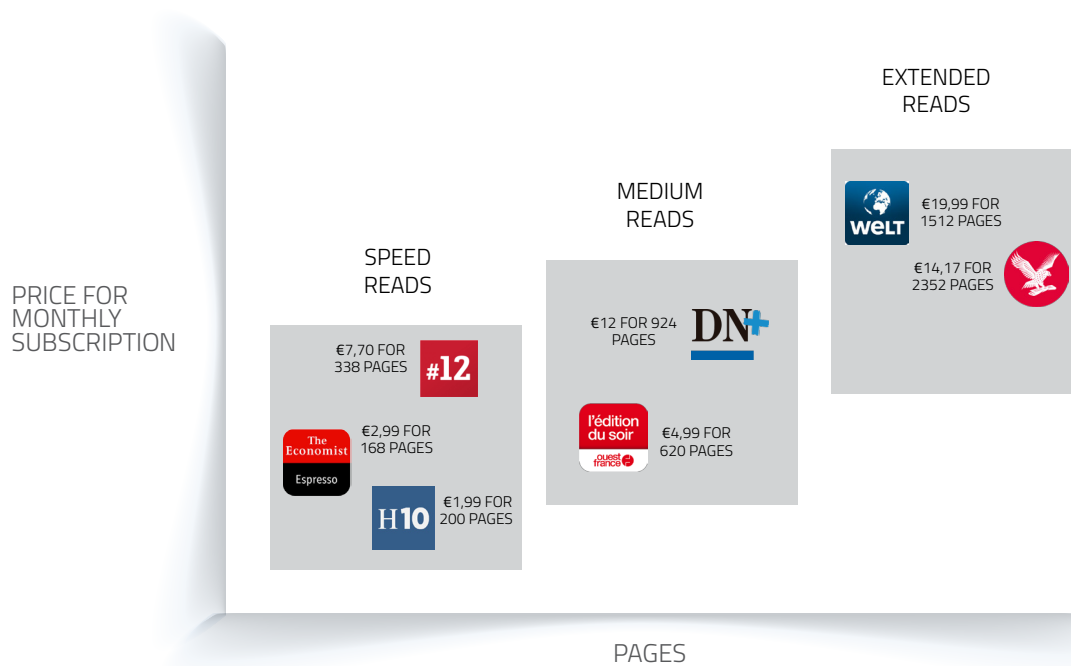 EXTENDED
READS
MEDIUM
READS
SPEED
READS
PRICE FOR
MONTHLY
SUBSCRIPTION
WELT
€19,99 FOR
1512 PAGES
€14,17 FOR
2352 PAGES
€12 FOR 924
PAGES
DN+
€7,70 FOR
338 PAGES
#12
l'édition
du soir
ouest
france
€4,99 FOR
620 PAGES
The
Economist
Espresso
€2,99 FOR
168 PAGES
H10
€1,99 FOR
200 PAGES
PAGES